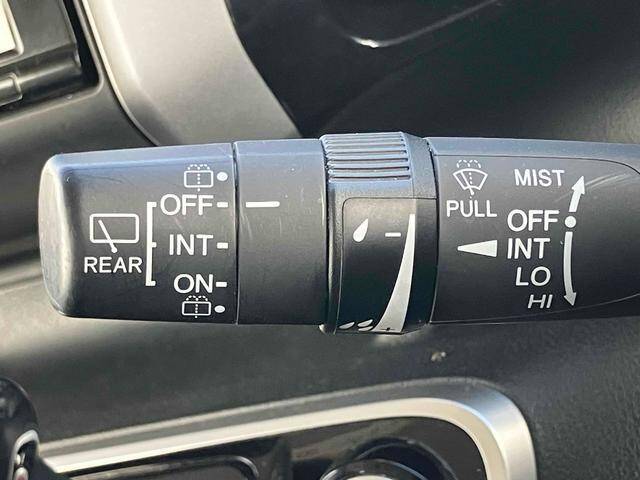 REAR
OFF
INT
ON
PULL
MIST
OFF
INT
LO
HI